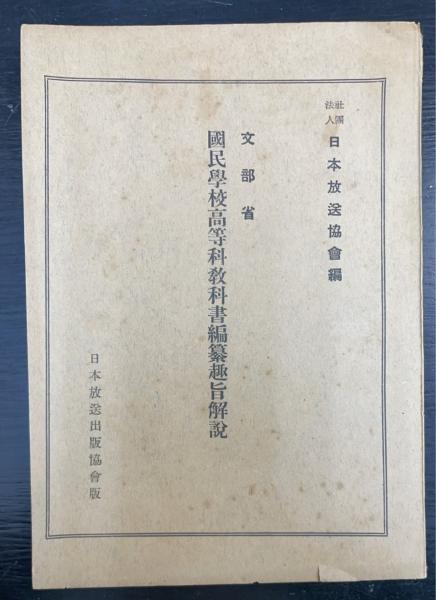 社團法人 日本放送協會編
文部省
國民學校高等科敎科書編纂趣旨解說
日本放送出版協會版